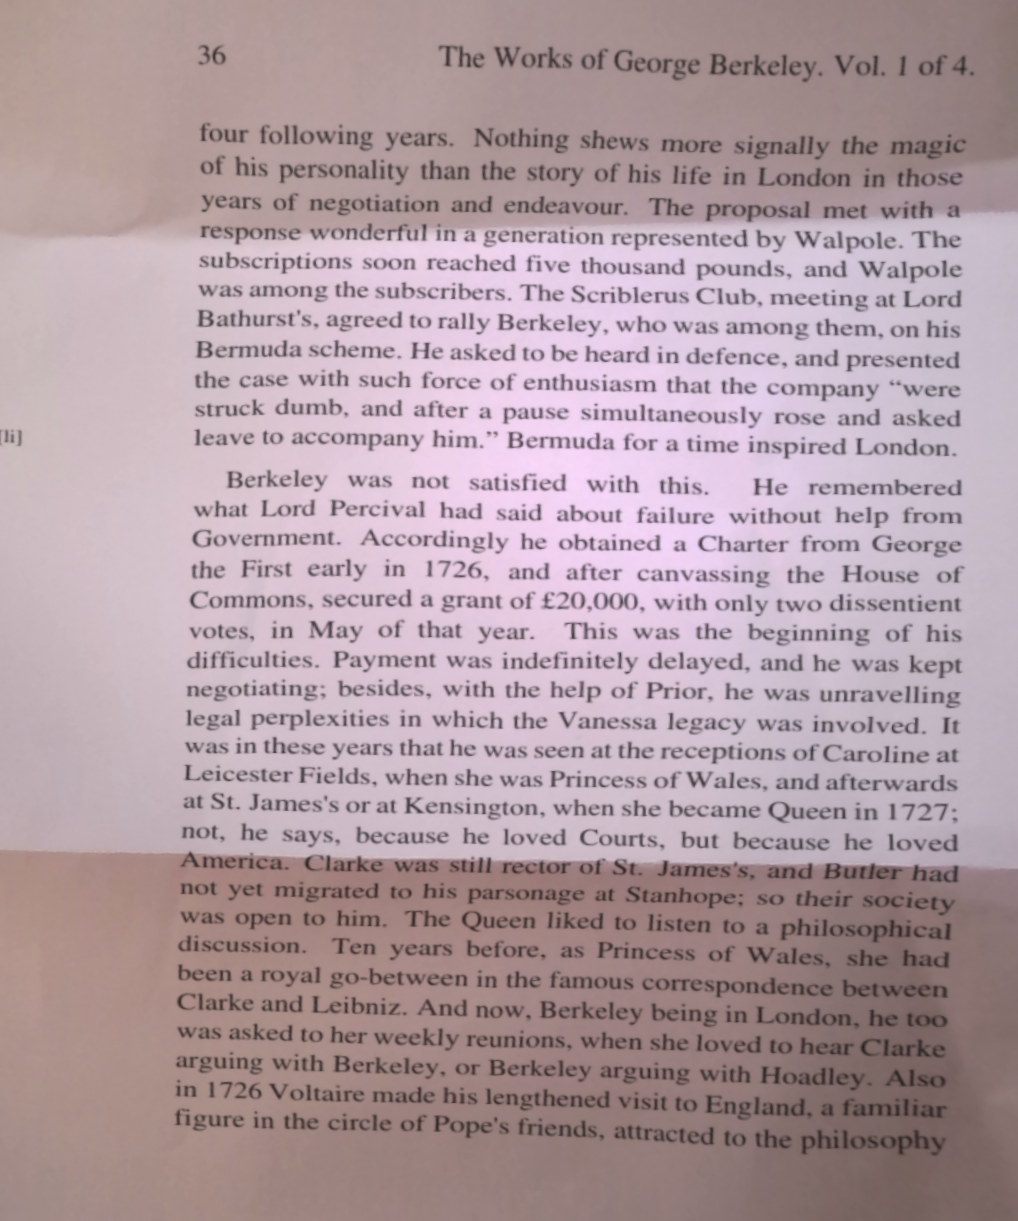 36 The Works of George Berkeley. Vol. 1 of 4.
four following years. Nothing shews more signally the magic
of his personality than the story of his life in London in those
years of negotiation and endeavour. The proposal met with a
response wonderful in a generation represented by Walpole. The
subscriptions soon reached five thousand pounds, and Walpole
was among the subscribers. The Scriblerus Club, meeting at Lord
Bathurst's, agreed to rally Berkeley, who was among them, on his
Bermuda scheme. He asked to be heard in defence, and presented
the case with such force of enthusiasm that the company “were
struck dumb, and after a pause simultaneously rose and asked
[li]
leave to accompany him.” Bermuda for a time inspired London.
Berkeley was not satisfied with this. He remembered
what Lord Percival had said about failure without help from
Government. Accordingly he obtained a Charter from George
the First early in 1726, and after canvassing the House of
Commons, secured a grant of £20,000, with only two dissentient
votes, in May of that year. This was the beginning of his
difficulties. Payment was indefinitely delayed, and he was kept
negotiating; besides, with the help of Prior, he was unravelling
legal perplexities in which the Vanessa legacy was involved. It
was in these years that he was seen at the receptions of Caroline at
Leicester Fields, when she was Princess of Wales, and afterwards
at St. James's or at Kensington, when she became Queen in 1727;
not, he says, because he loved Courts, but because he loved
America. Clarke was still rector of St. James's, and Butler had
not yet migrated to his parsonage at Stanhope; so their society
was open to him. The Queen liked to listen to a philosophical
discussion. Ten years before, as Princess of Wales, she had
been a royal go-between in the famous correspondence between
Clarke and Leibniz. And now, Berkeley being in London, he too
was asked to her weekly reunions, when she loved to hear Clarke
arguing with Berkeley, or Berkeley arguing with Hoadley. Also
in 1726 Voltaire made his lengthened visit to England, a familiar
figure in the circle of Pope's friends, attracted to the philosophy